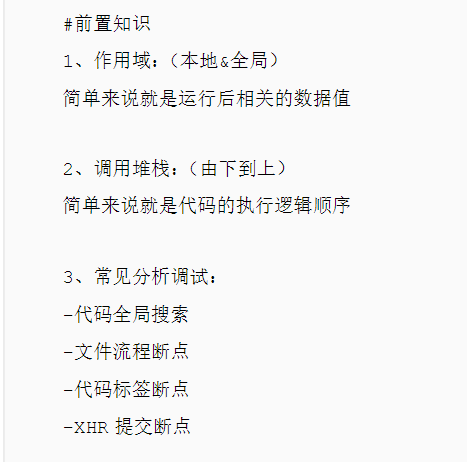 #前置知识
1、作用域：（本地&全局）
简单来说就是运行后相关的数据值
2、调用堆栈：（由下到上）
简单来说就是代码的执行逻辑顺序
3、常见分析调试：
-代码全局搜索
-文件流程断点
-代码标签断点
-XHR提交断点